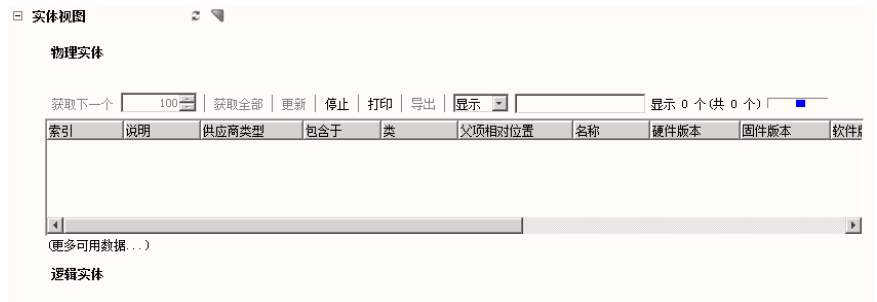 实体视图
物理实体
获取下一个 100 获取全部 更新 停止 打印 导出 显示 显示 0 个(共 0 个)
索引 说明 供应商类型 包含于 类 父项相对位置 名称 硬件版本 固件版本 软件版
(更多可用数据...)
逻辑实体